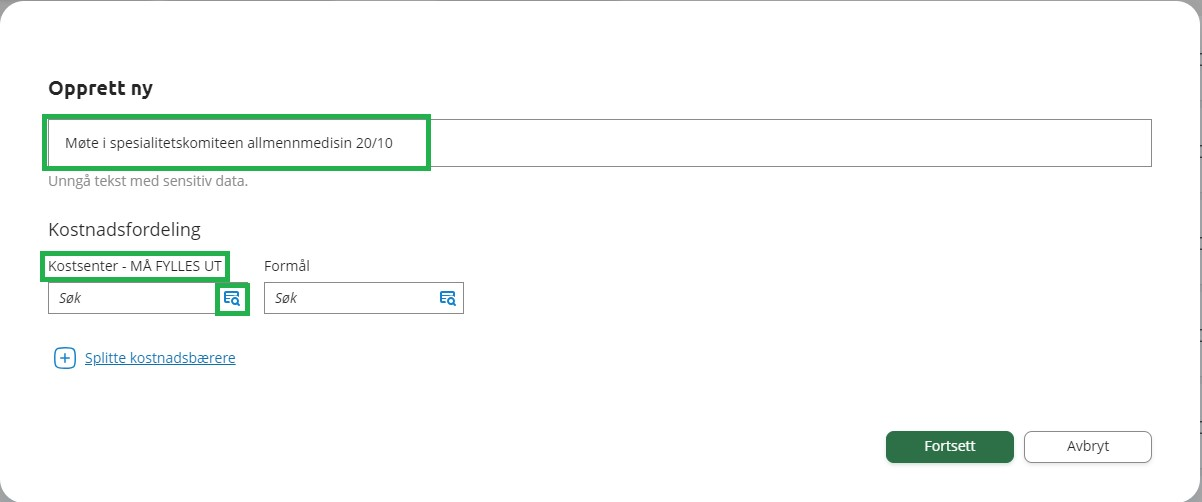 Opprett ny
Møte i spesialitetskomiteen allmennmedisin 20/10
Unngå tekst med sensitiv data.
Kostnadsfordeling
Kostsenter - MÅ FYLLES UT
Formål
Søk
Søk
Splitte kostnadsbærere
Fortsett
Avbryt